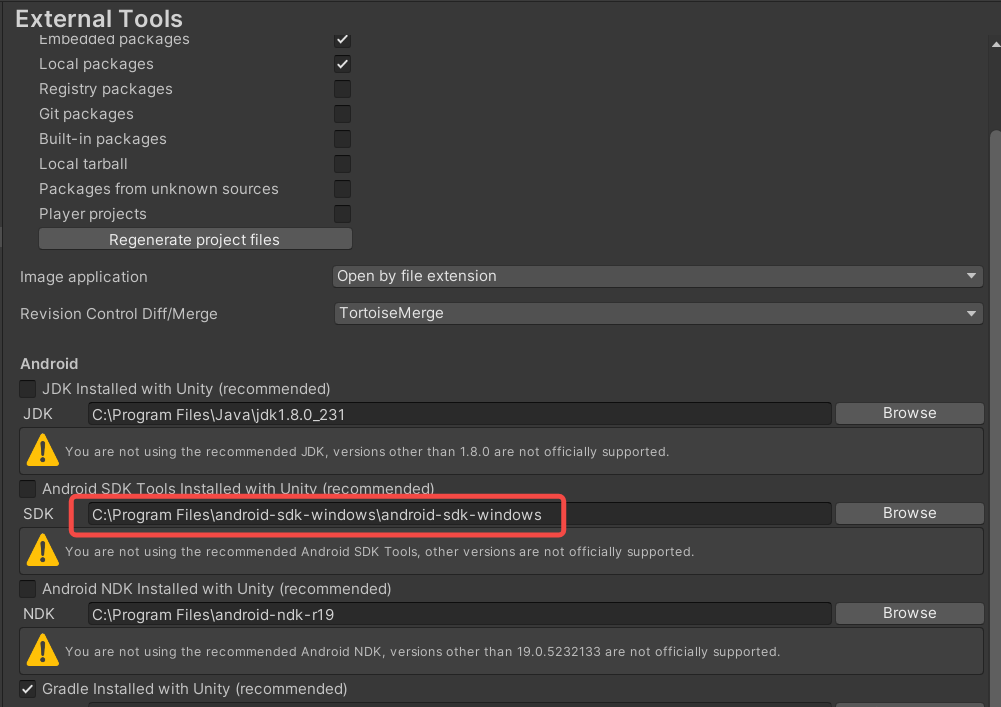 External Tools
Embedded packages
Local packages
Registry packages
Git packages
Built-in packages
Local tarball
Packages from unknown sources
Player projects
Regenerate project files
Image application Open by file extension
Revision Control Diff/Merge TortoiseMerge
Android
JDK Installed with Unity (recommended)
JDK C:\Program Files\Java\jdk1.8.0_231 Browse
You are not using the recommended JDK, versions other than 1.8.0 are not officially supported.
Android SDK Tools Installed with Unity (recommended)
SDK C:\Program Files\android-sdk-windows\android-sdk-windows Browse
You are not using the recommended Android SDK Tools, other versions are not officially supported.
Android NDK Installed with Unity (recommended)
NDK C:\Program Files\android-ndk-r19 Browse
You are not using the recommended Android NDK, versions other than 19.0.5232133 are not officially supported.
Gradle Installed with Unity (recommended)